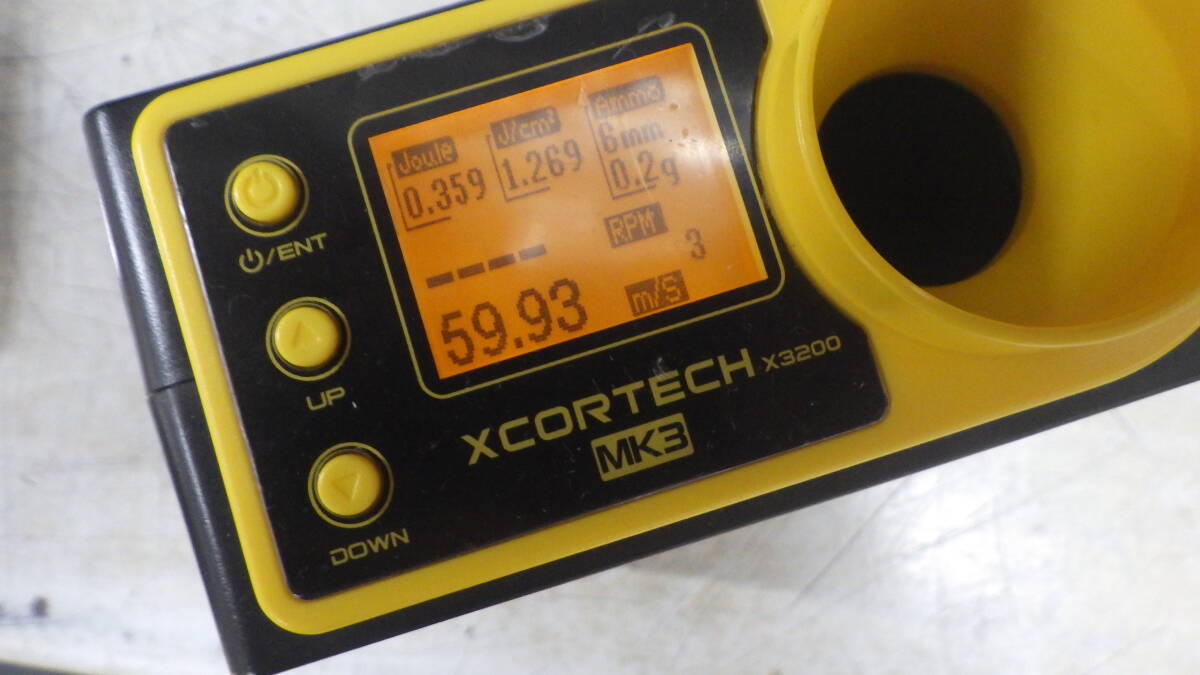 Joule
0.359
J/cm²
1.269
Ammo
6mm
0.2g
RPM
3
----
59.93
m/S
/ENT
UP
DOWN
XCORTECH X3200
MK3